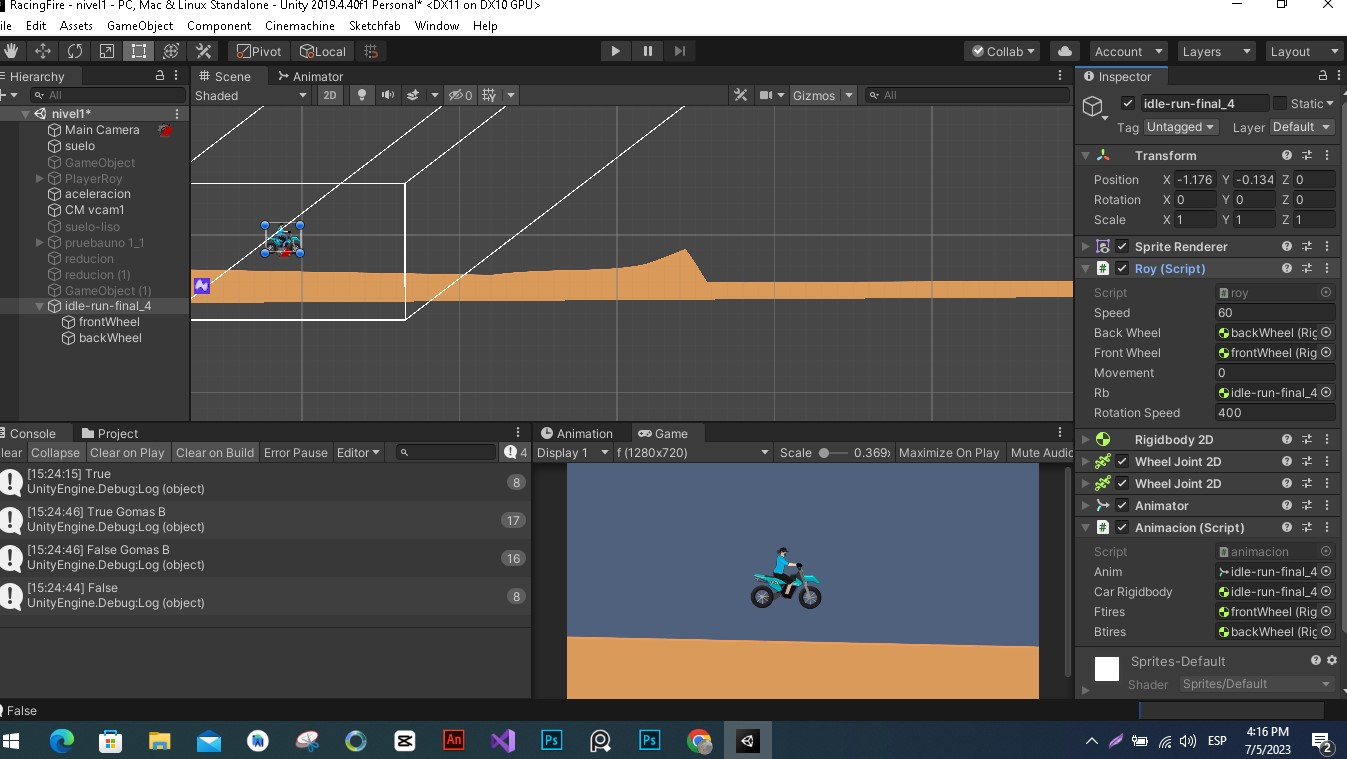 RacingFire - nivel1 - PC, Mac & Linux Standalone - Unity 2019.4.40f1 Personal* <DX11 on DX10 GPU>
ile Edit Assets GameObject Component Cinemachine Sketchfab Window Help
Pivot Local Collab Account Layers Layout
Hierarchy
All
nivel1*
Main Camera
suelo
GameObject
PlayerRoy
aceleracion
CM vcam1
suelo-liso
pruebauno 1_1
reducion
reducion (1)
GameObject (1)
idle-run-final_4
frontWheel
backWheel
Scene Animator
Shaded 2D 0 Gizmos All
Inspector
idle-run-final_4 Static
Tag Untagged Layer Default
Transform
Position X -1.176 Y -0.134 Z 0
Rotation X 0 Y 0 Z 0
Scale X 1 Y 1 Z 1
Sprite Renderer
Roy (Script)
Script roy
Speed 60
Back Wheel backWheel (Rig
Front Wheel frontWheel (Rig
Movement 0
Rb idle-run-final_4
Rotation Speed 400
Rigidbody 2D
Wheel Joint 2D
Wheel Joint 2D
Animator
Animacion (Script)
Script animacion
Anim idle-run-final_4
Car Rigidbody idle-run-final_4
Ftires frontWheel (Rig
Btires backWheel (Rig
Sprites-Default
Shader Sprites/Default
Console Project
lear Collapse Clear on Play Clear on Build Error Pause Editor 4
[15:24:15] True
UnityEngine.Debug:Log (object)
8
[15:24:46] True Gomas B
UnityEngine.Debug:Log (object)
17
[15:24:46] False Gomas B
UnityEngine.Debug:Log (object)
16
[15:24:44] False
UnityEngine.Debug:Log (object)
8
Animation Game
Display 1 f (1280x720) Scale 0.369x Maximize On Play Mute Audio
False
An Ps Ps
ESP
4:16 PM
7/5/2023
2